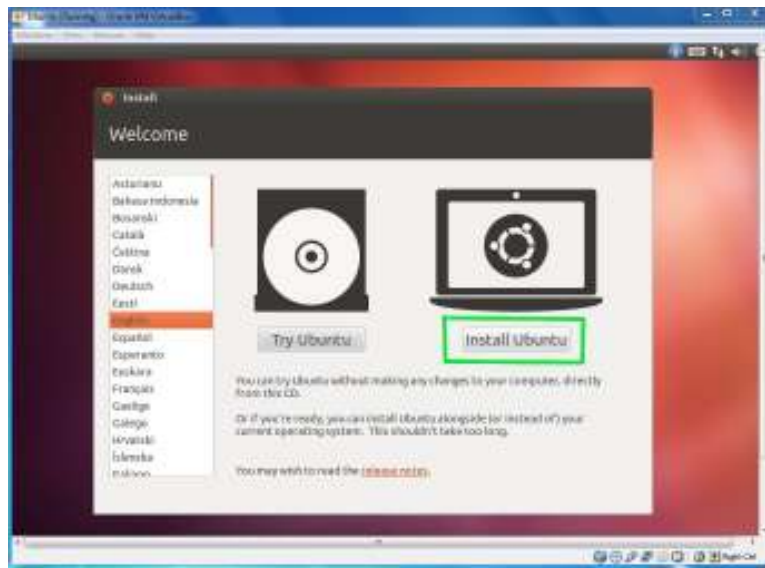 Install
Welcome
Asturianu
Bahasa Indonesia
Bosanski
Català
Čeština
Dansk
Deutsch
Eesti
English
Español
Esperanto
Euskara
Français
Gaeilge
Galego
Hrvatski
Íslenska
Italiano
Try Ubuntu
Install Ubuntu
You can try Ubuntu without making any changes to your computer, directly
from this CD.
Or if you're ready, you can install Ubuntu alongside (or instead of) your
current operating system. This shouldn't take too long.
You may wish to read the release notes.
Right Ctrl